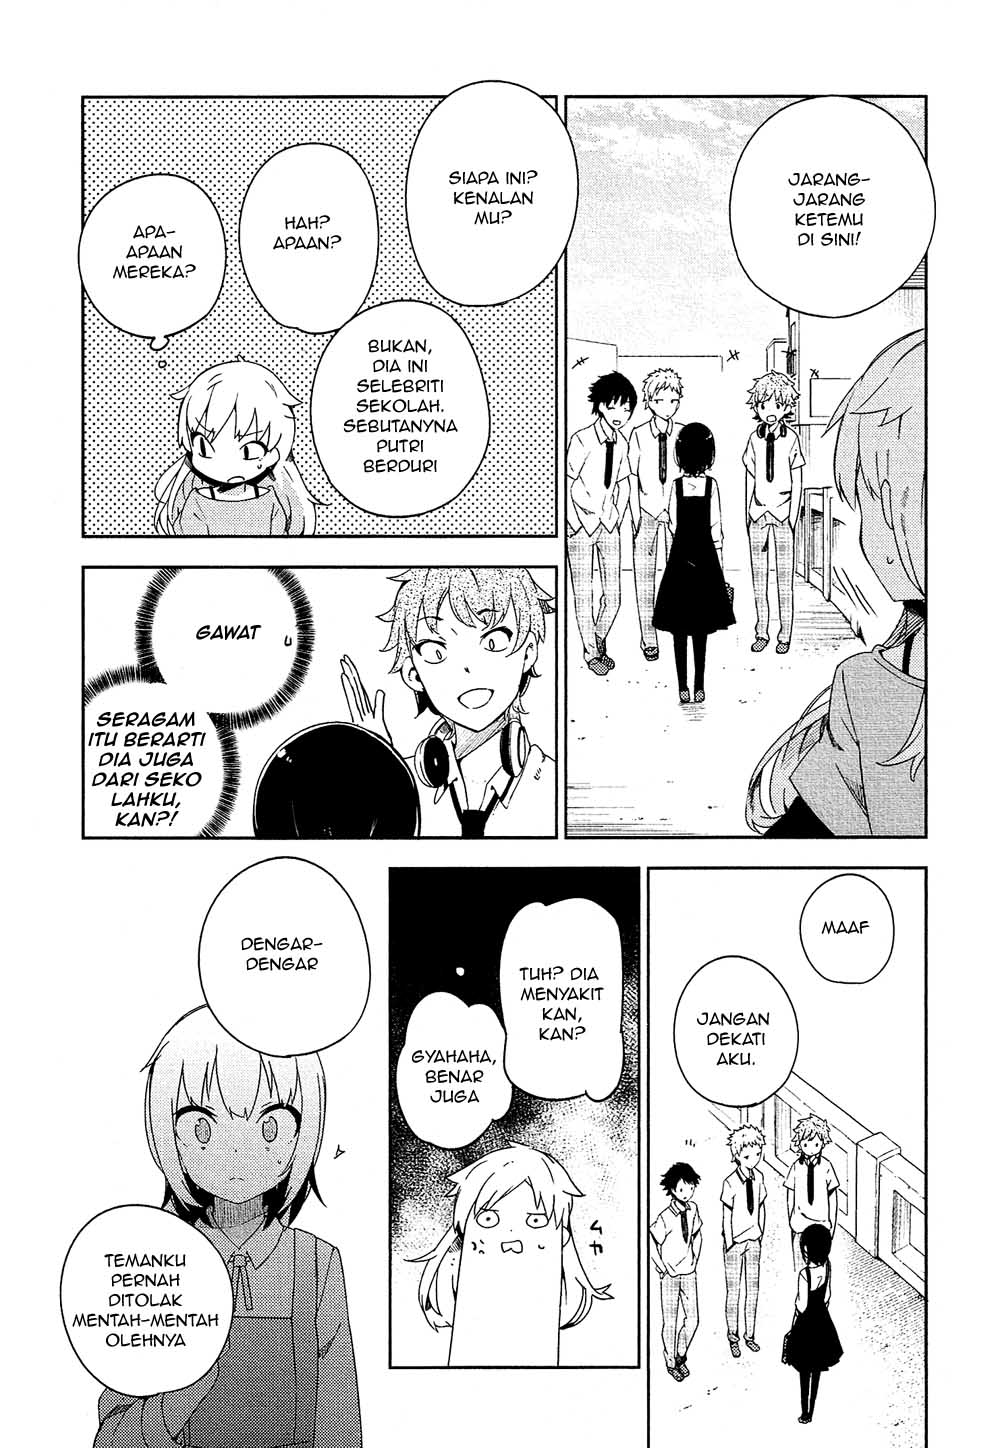 JARANG-
JARANG
KETEMU
DI SINI!
SIAPA INI?
KENALAN
MU?
HAH?
APAAN?
BUKAN,
DIA INI
SELEBRITI
SEKOLAH.
SEBUTANYNA
PUTRI
BERDURI
APA-
APAAN
MEREKA?
GAWAT
SERAGAM
ITU BERARTI
DIA JUGA
DARI SEKO
LAHKU,
KAN?!
MAAF
JANGAN
DEKATI
AKU.
TUH? DIA
MENYAKIT
KAN,
KAN?
GYAHAHA,
BENAR
JUGA
ムカ
DENGAR-
DENGAR
TEMANKU
PERNAH
DITOLAK
MENTAH-MENTAH
OLEHNYA